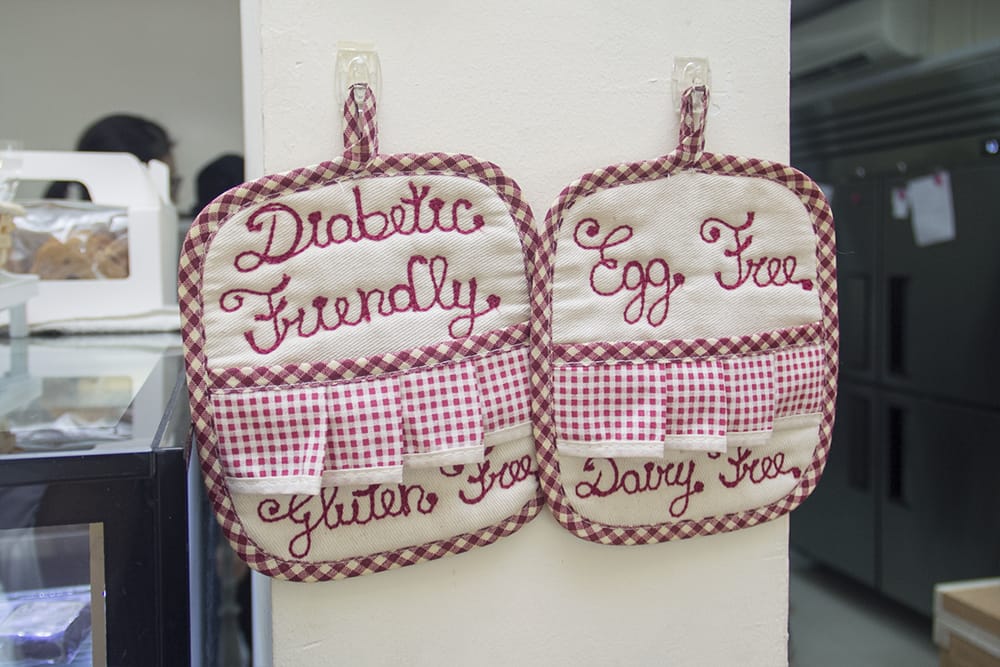 Diabetic
Friendly
Gluten Free
Egg Free
Dairy Free